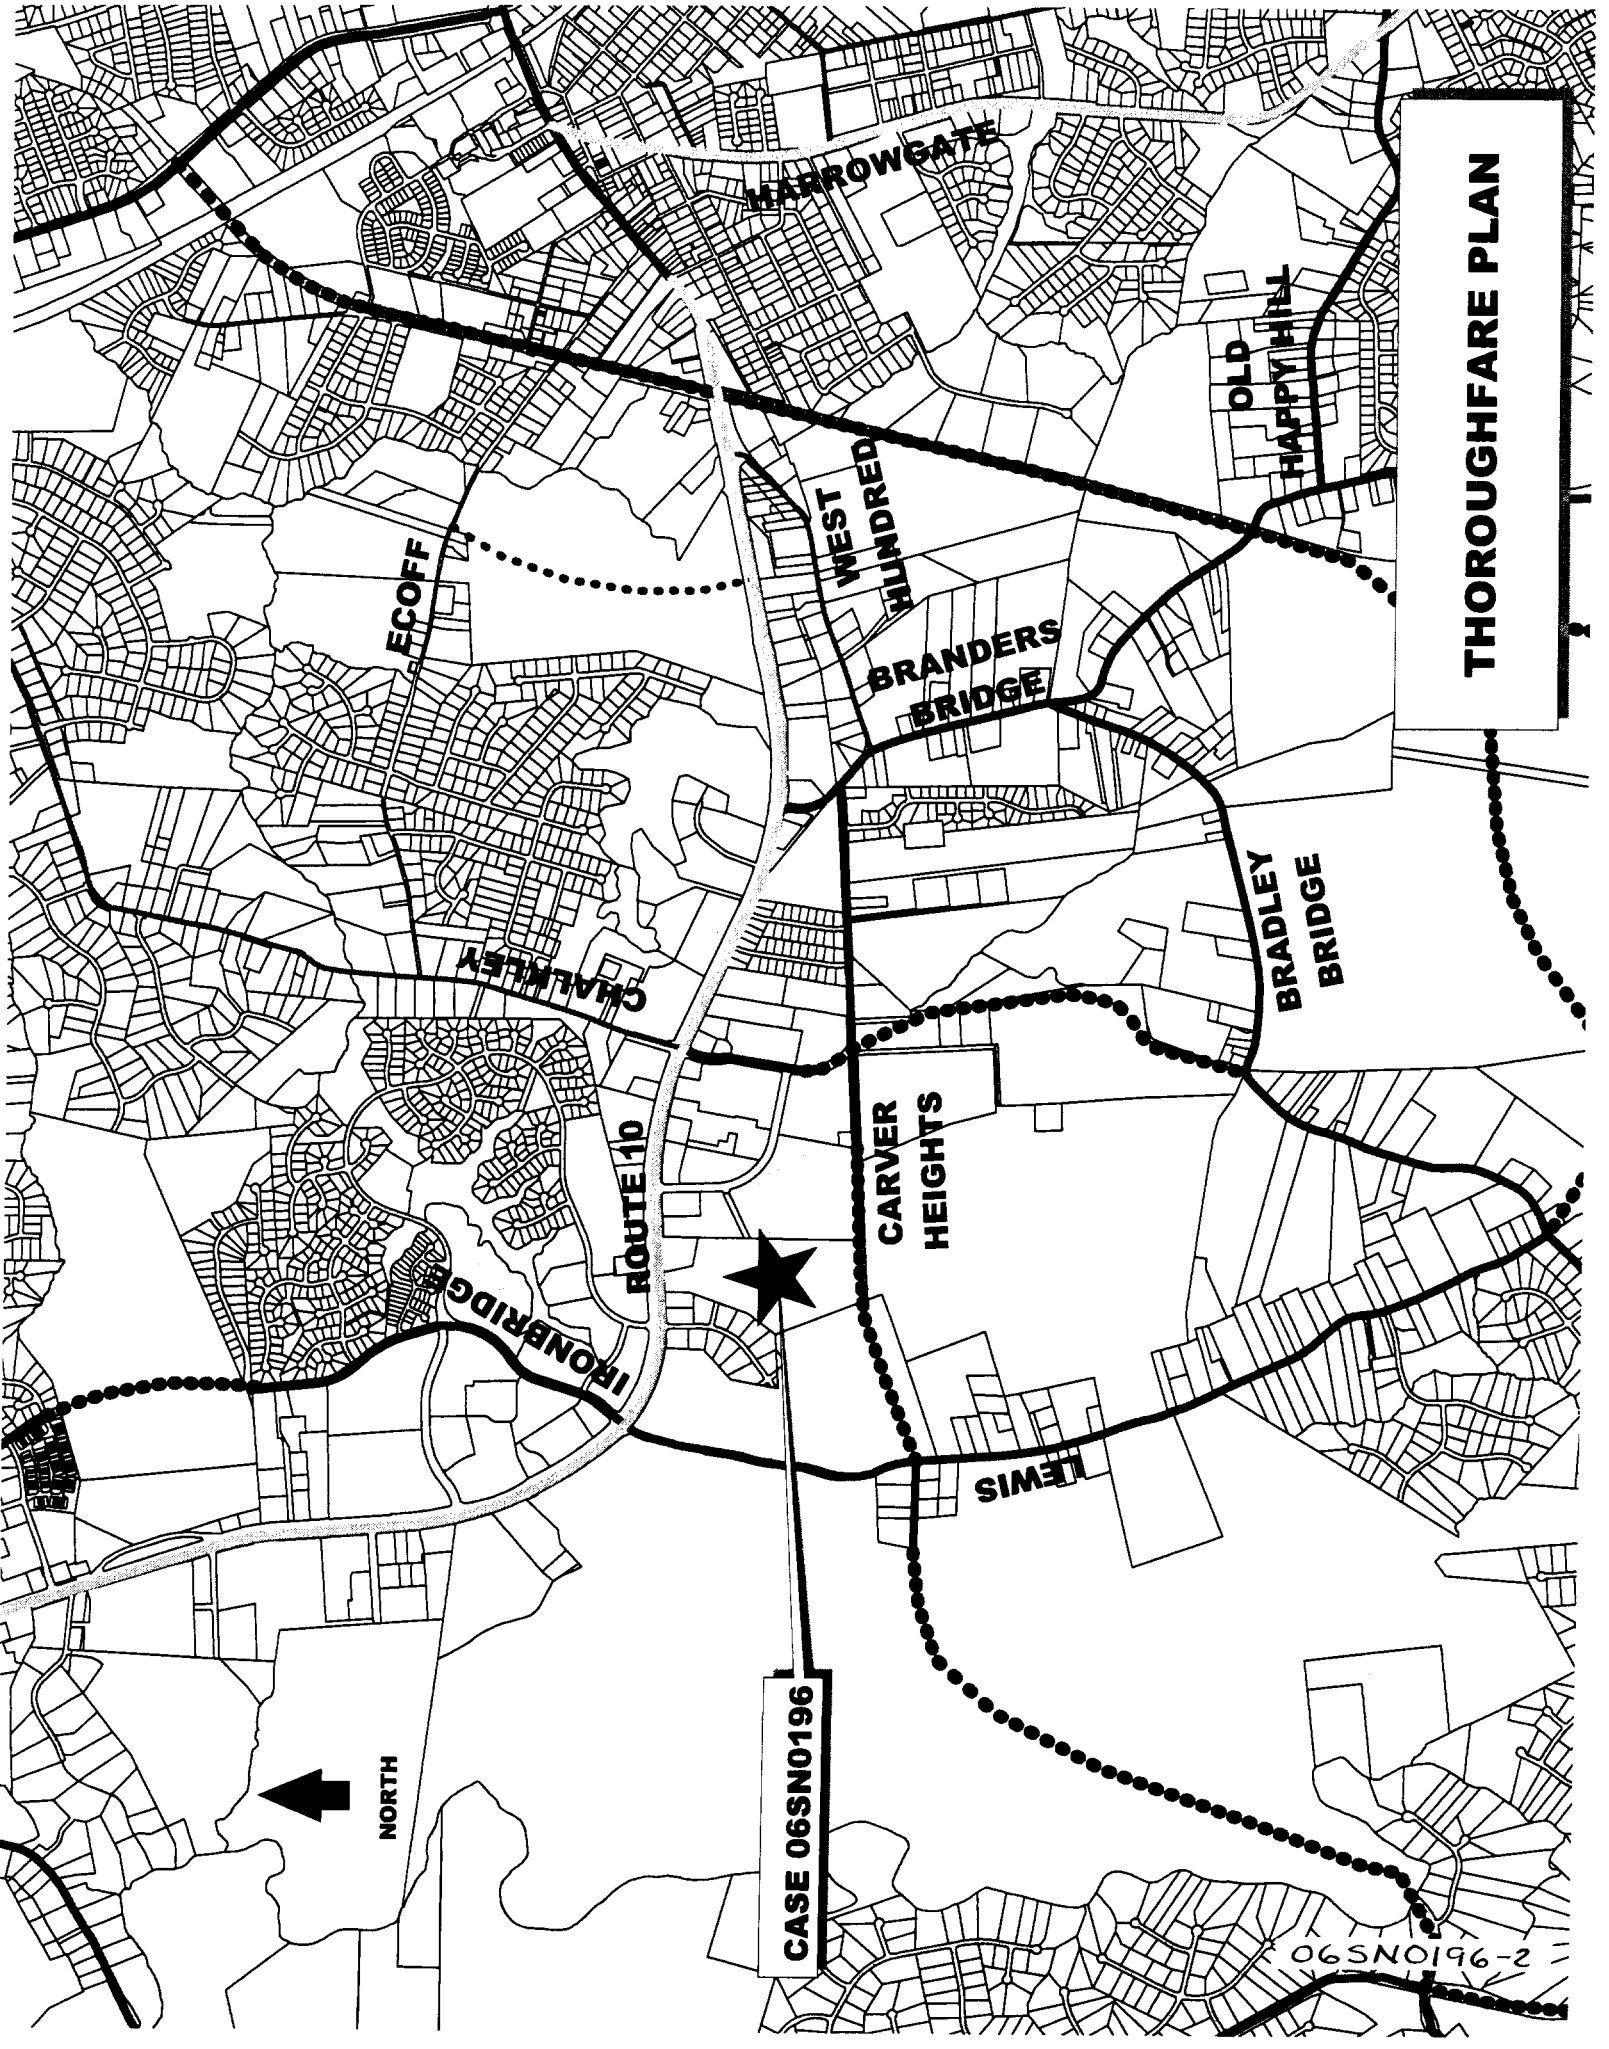 THOROUGHFARE PLAN
HARROWGATE
OLD
HAPPY HILL
WEST
HUNDRED
ECOFF
BRANDERS
BRIDGE
BRADLEY
BRIDGE
CHALKLEY
CARVER
HEIGHTS
ROUTE 10
IRONBRIDGE
LEWIS
CASE 06SN0196
NORTH
06SN0196-2